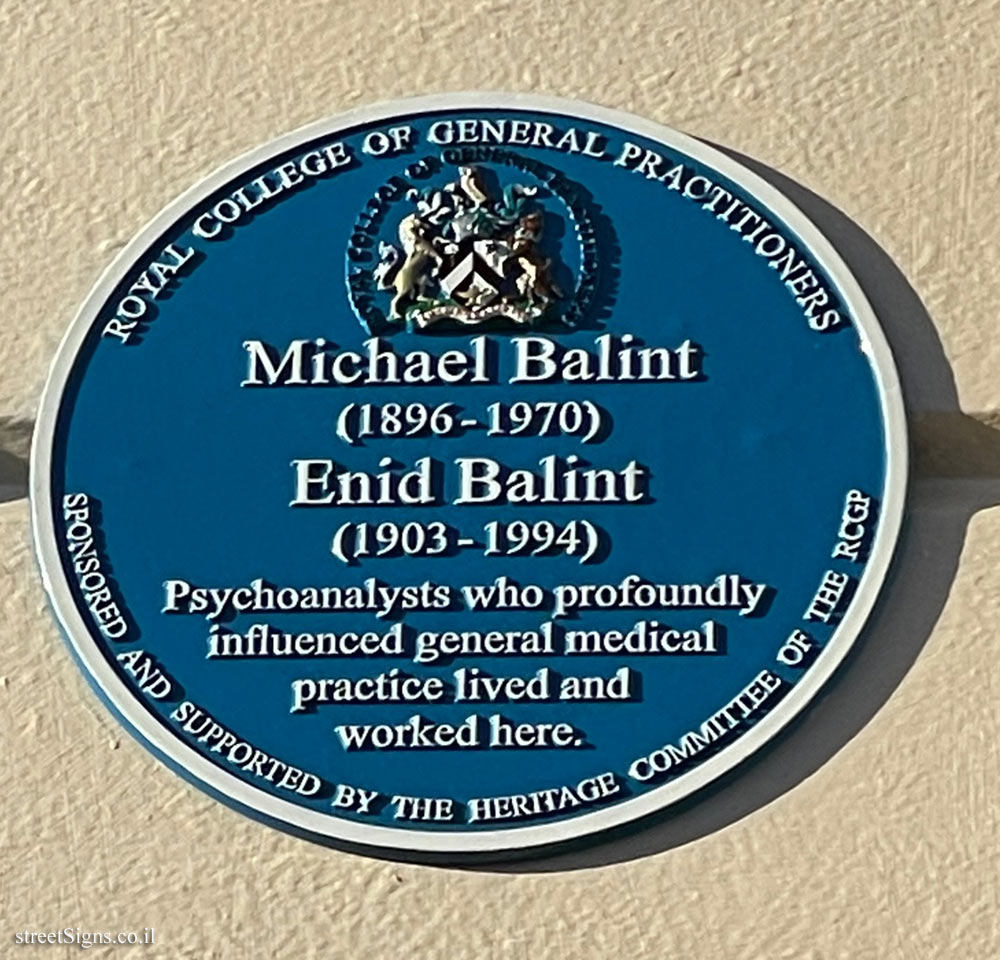 ROYAL COLLEGE OF GENERAL PRACTITIONERS
Michael Balint
(1896-1970)
Enid Balint
(1903-1994)
Psychoanalysts who profoundly
influenced general medical
practice lived and
worked here.
SPONSORED AND SUPPORTED BY THE HERITAGE COMMITTEE OF THE RCGP
streetSigns.co.il